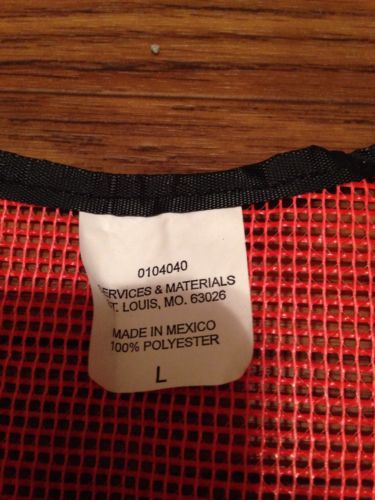 0104040
SERVICES & MATERIALS
ST. LOUIS, MO. 63026
MADE IN MEXICO
100% POLYESTER
L